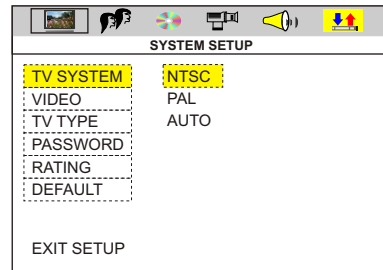 SYSTEM SETUP
TV SYSTEM
NTSC
VIDEO
PAL
TV TYPE
AUTO
PASSWORD
RATING
DEFAULT
EXIT SETUP